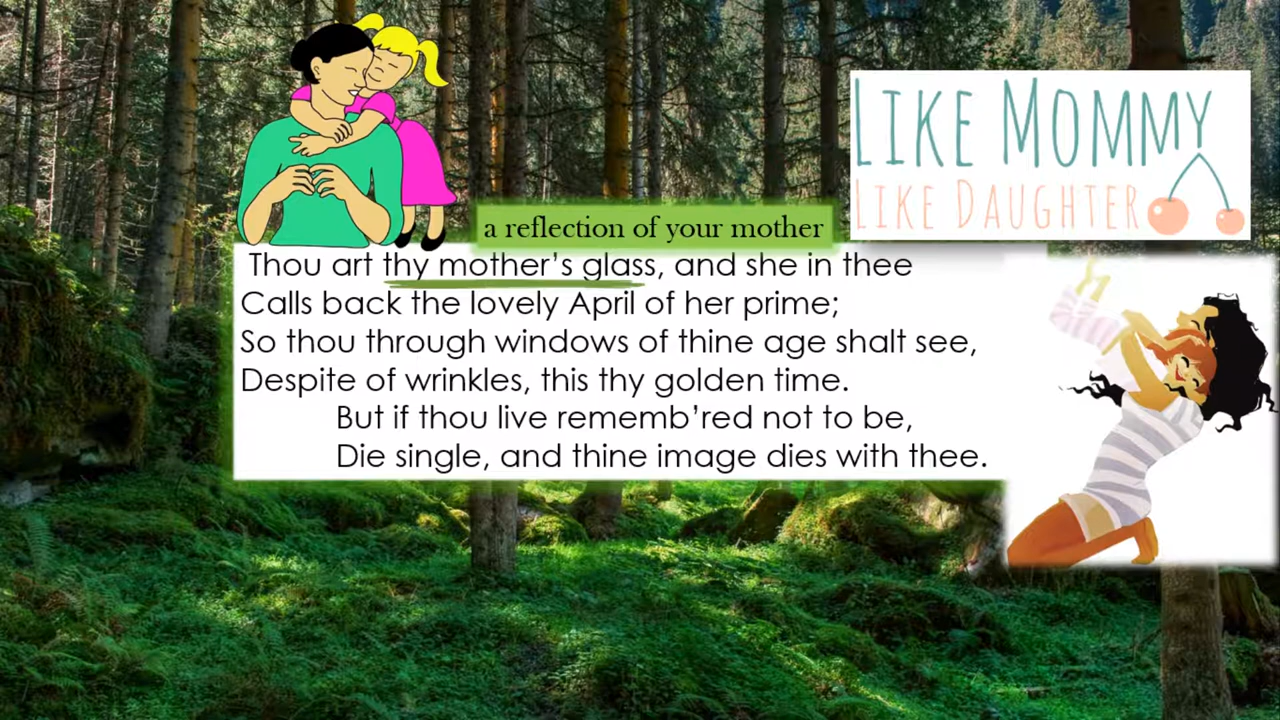 LIKE MOMMY
LIKE DAUGHTER
a reflection of your mother
Thou art thy mother’s glass, and she in thee
Calls back the lovely April of her prime;
So thou through windows of thine age shalt see,
Despite of wrinkles, this thy golden time.
But if thou live rememb’red not to be,
Die single, and thine image dies with thee.